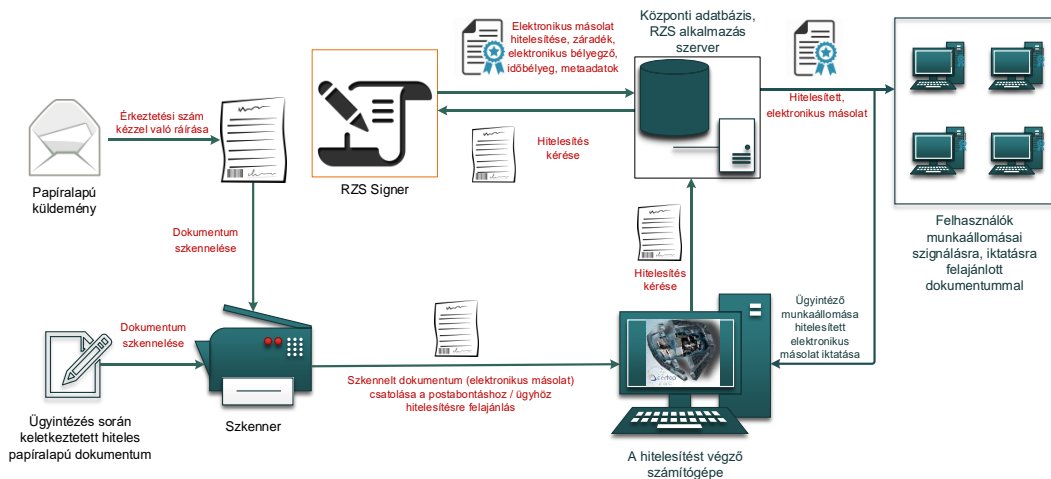 Elektronikus másolat
hitelesítése, záradék,
elektronikus bélyegző,
időbélyeg, metaadatok
Központi adatbázis,
RZS alkalmazás
szerver
Érkeztetési szám
kézzel való ráírása
Hitelesített,
elektronikus másolat
Hitelesítés
kérése
Papíralapú
küldemény
RZS Signer
Felhasználók
munkaállomásai
szignálásra, iktatásra
felajánlott
dokumentummal
Dokumentum
szkennelése
Hitelesítés
kérése
Ügyintéző
munkaállomása
hitelesített
elektronikus
másolat iktatása
Dokumentum
szkennelése
Szkennelt dokumentum (elektronikus másolat)
csatolása a postabontáshoz / ügyhöz
hitelesítésre felajánlás
Ügyintézés során
keletkeztetett hiteles
papíralapú dokumentum
Szkenner
A hitelesítést végző
számítógépe